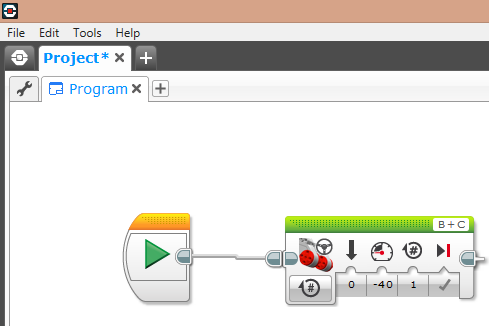 File Edit Tools Help
Project* × +
Program × +
B + C
#
0 -40 1
#